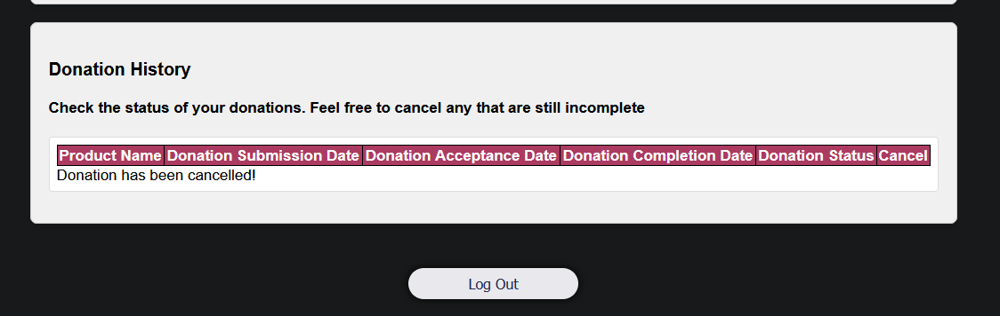 Donation History
Check the status of your donations. Feel free to cancel any that are still incomplete
Product Name Donation Submission Date Donation Acceptance Date Donation Completion Date Donation Status Cancel
Donation has been cancelled!
Log Out